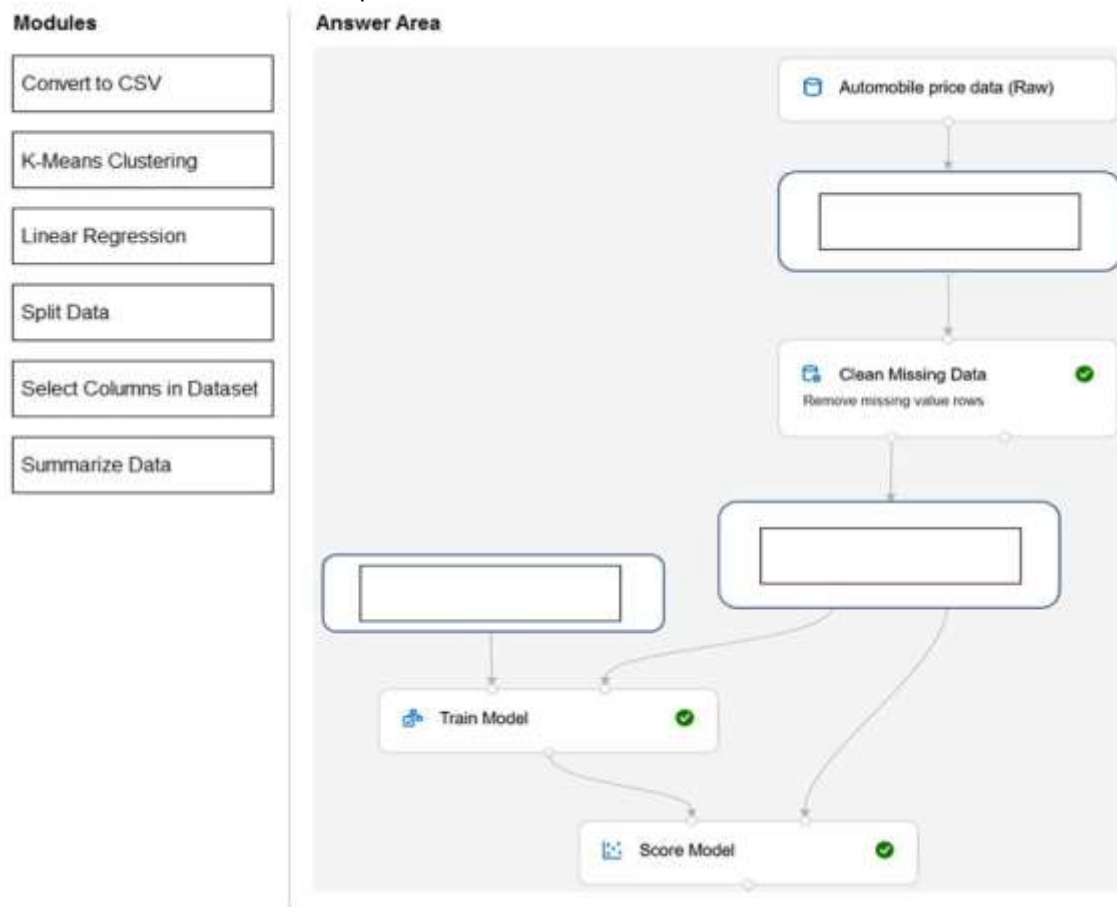 Modules
Convert to CSV
K-Means Clustering
Linear Regression
Split Data
Select Columns in Dataset
Summarize Data
Answer Area
Automobile price data (Raw)
Clean Missing Data
Remove missing value rows
Train Model
Score Model